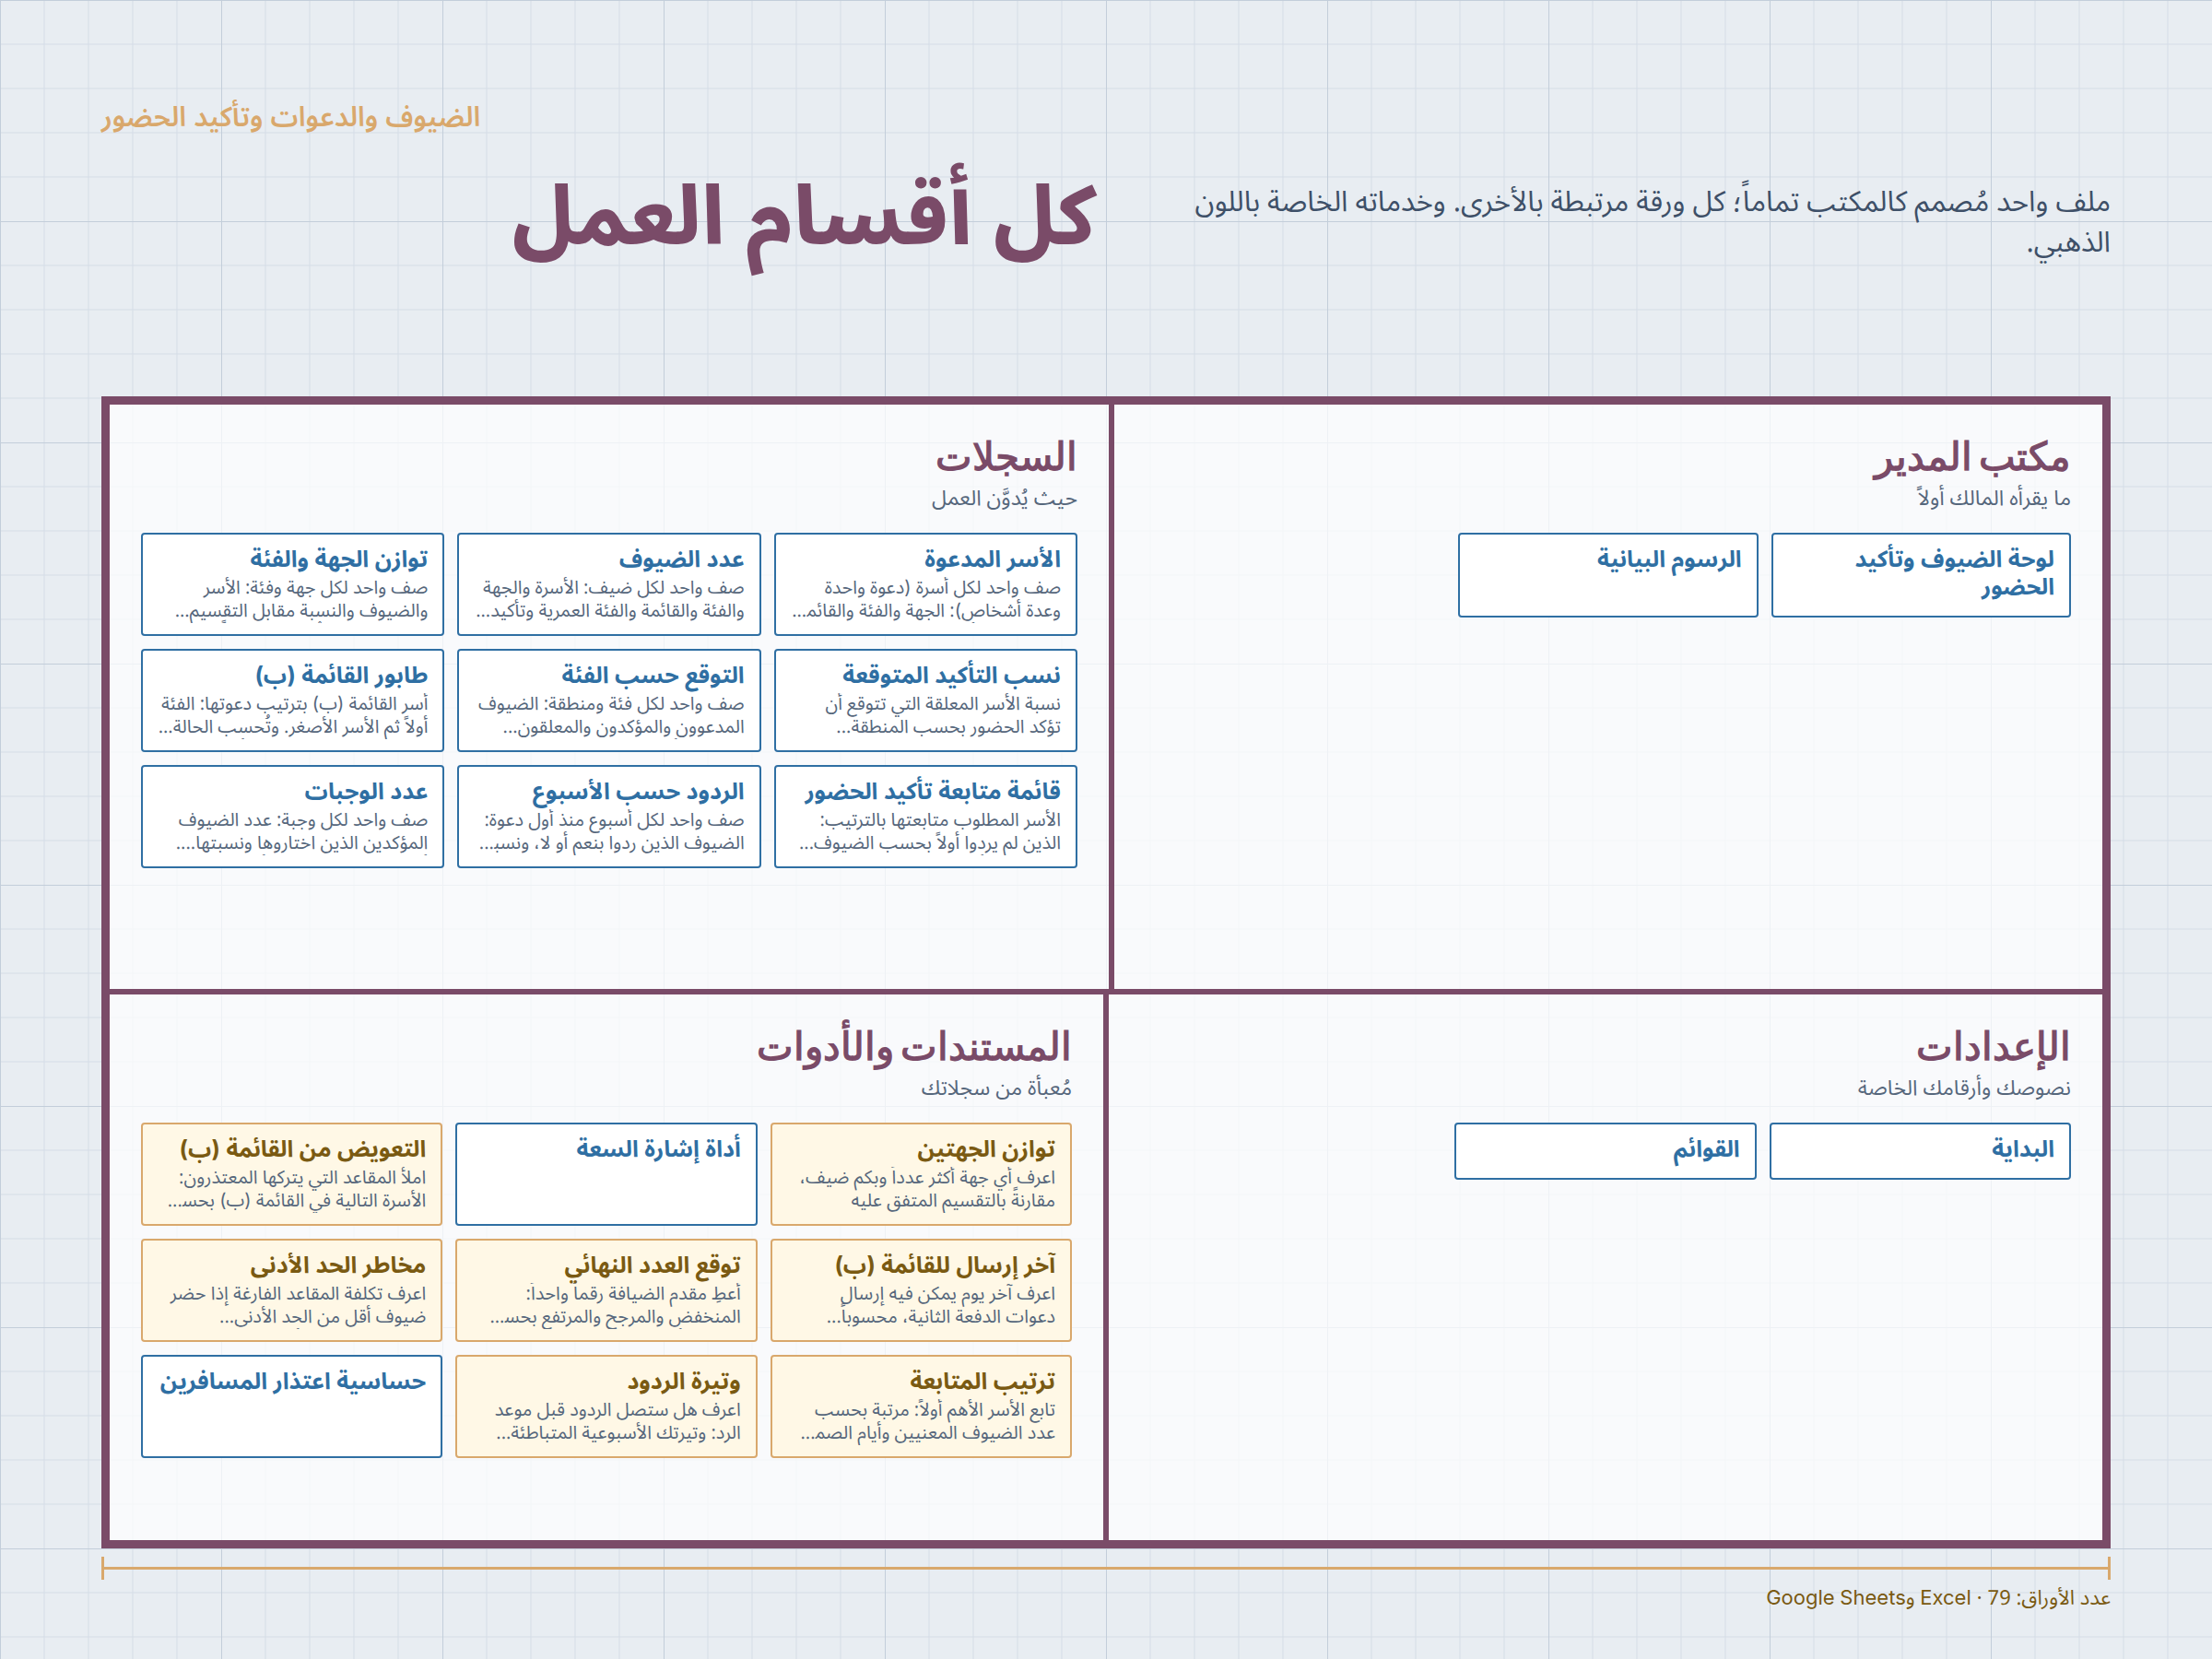 الضيوف والدعوات وتأكيد الحضور
كل أقسام العمل
ملف واحد مُصمم كالمكتب تماماً؛ كل ورقة مرتبطة بالأخرى. وخدماته الخاصة باللون
الذهبي.
مكتب المدير
ما يقرأه المالك أولاً
لوحة الضيوف وتأكيد
الحضور
الرسوم البيانية
السجلات
حيث يُدوَّن العمل
الأسر المدعوة
صف واحد لكل أسرة (دعوة واحدة
وعدة أشخاص): الجهة والفئة والقائمـ...
عدد الضيوف
صف واحد لكل ضيف: الأسرة والجهة
والفئة والقائمة والفئة العمرية وتأكيد...
توازن الجهة والفئة
صف واحد لكل جهة وفئة: الأسر
والضيوف والنسبة مقابل التقسيم...
نسب التأكيد المتوقعة
نسبة الأسر المعلقة التي تتوقع أن
تؤكد الحضور بحسب المنطقة...
التوقع حسب الفئة
صف واحد لكل فئة ومنطقة: الضيوف
المدعوون والمؤكدون والمعلقون...
طابور القائمة (ب)
أسر القائمة (ب) بترتيب دعوتها: الفئة
أولاً ثم الأسر الأصغر. وتُحسب الحالة...
قائمة متابعة تأكيد الحضور
الأسر المطلوب متابعتها بالترتيب:
الذين لم يردوا أولاً بحسب الضيوف...
الردود حسب الأسبوع
صف واحد لكل أسبوع منذ أول دعوة:
الضيوف الذين ردوا بنعم أو لا، ونسبـ...
عدد الوجبات
صف واحد لكل وجبة: عدد الضيوف
المؤكدين الذين اختاروها ونسبتها....
الإعدادات
نصوصك وأرقامك الخاصة
البداية
القوائم
المستندات والأدوات
مُعبأة من سجلاتك
توازن الجهتين
اعرف أي جهة أكثر عدداً وبكم ضيف،
مقارنةً بالتقسيم المتفق عليه
أداة إشارة السعة
التعويض من القائمة (ب)
املأ المقاعد التي يتركها المعتذرون:
الأسرة التالية في القائمة (ب) بحسـ...
آخر إرسال للقائمة (ب)
اعرف آخر يوم يمكن فيه إرسال
دعوات الدفعة الثانية، محسوباً...
توقع العدد النهائي
أعطِ مقدم الضيافة رقماً واحداً:
المنخفض والمرجح والمرتفع بحسـ...
مخاطر الحد الأدنى
اعرف تكلفة المقاعد الفارغة إذا حضر
ضيوف أقل من الحد الأدنى...
ترتيب المتابعة
تابع الأسر الأهم أولاً: مرتبة بحسب
عدد الضيوف المعنيين وأيام الصمـ...
وتيرة الردود
اعرف هل ستصل الردود قبل موعد
الرد: وتيرتك الأسبوعية المتباطئة...
حساسية اعتذار المسافرين
عدد الأوراق: 79 · Excel وGoogle Sheets